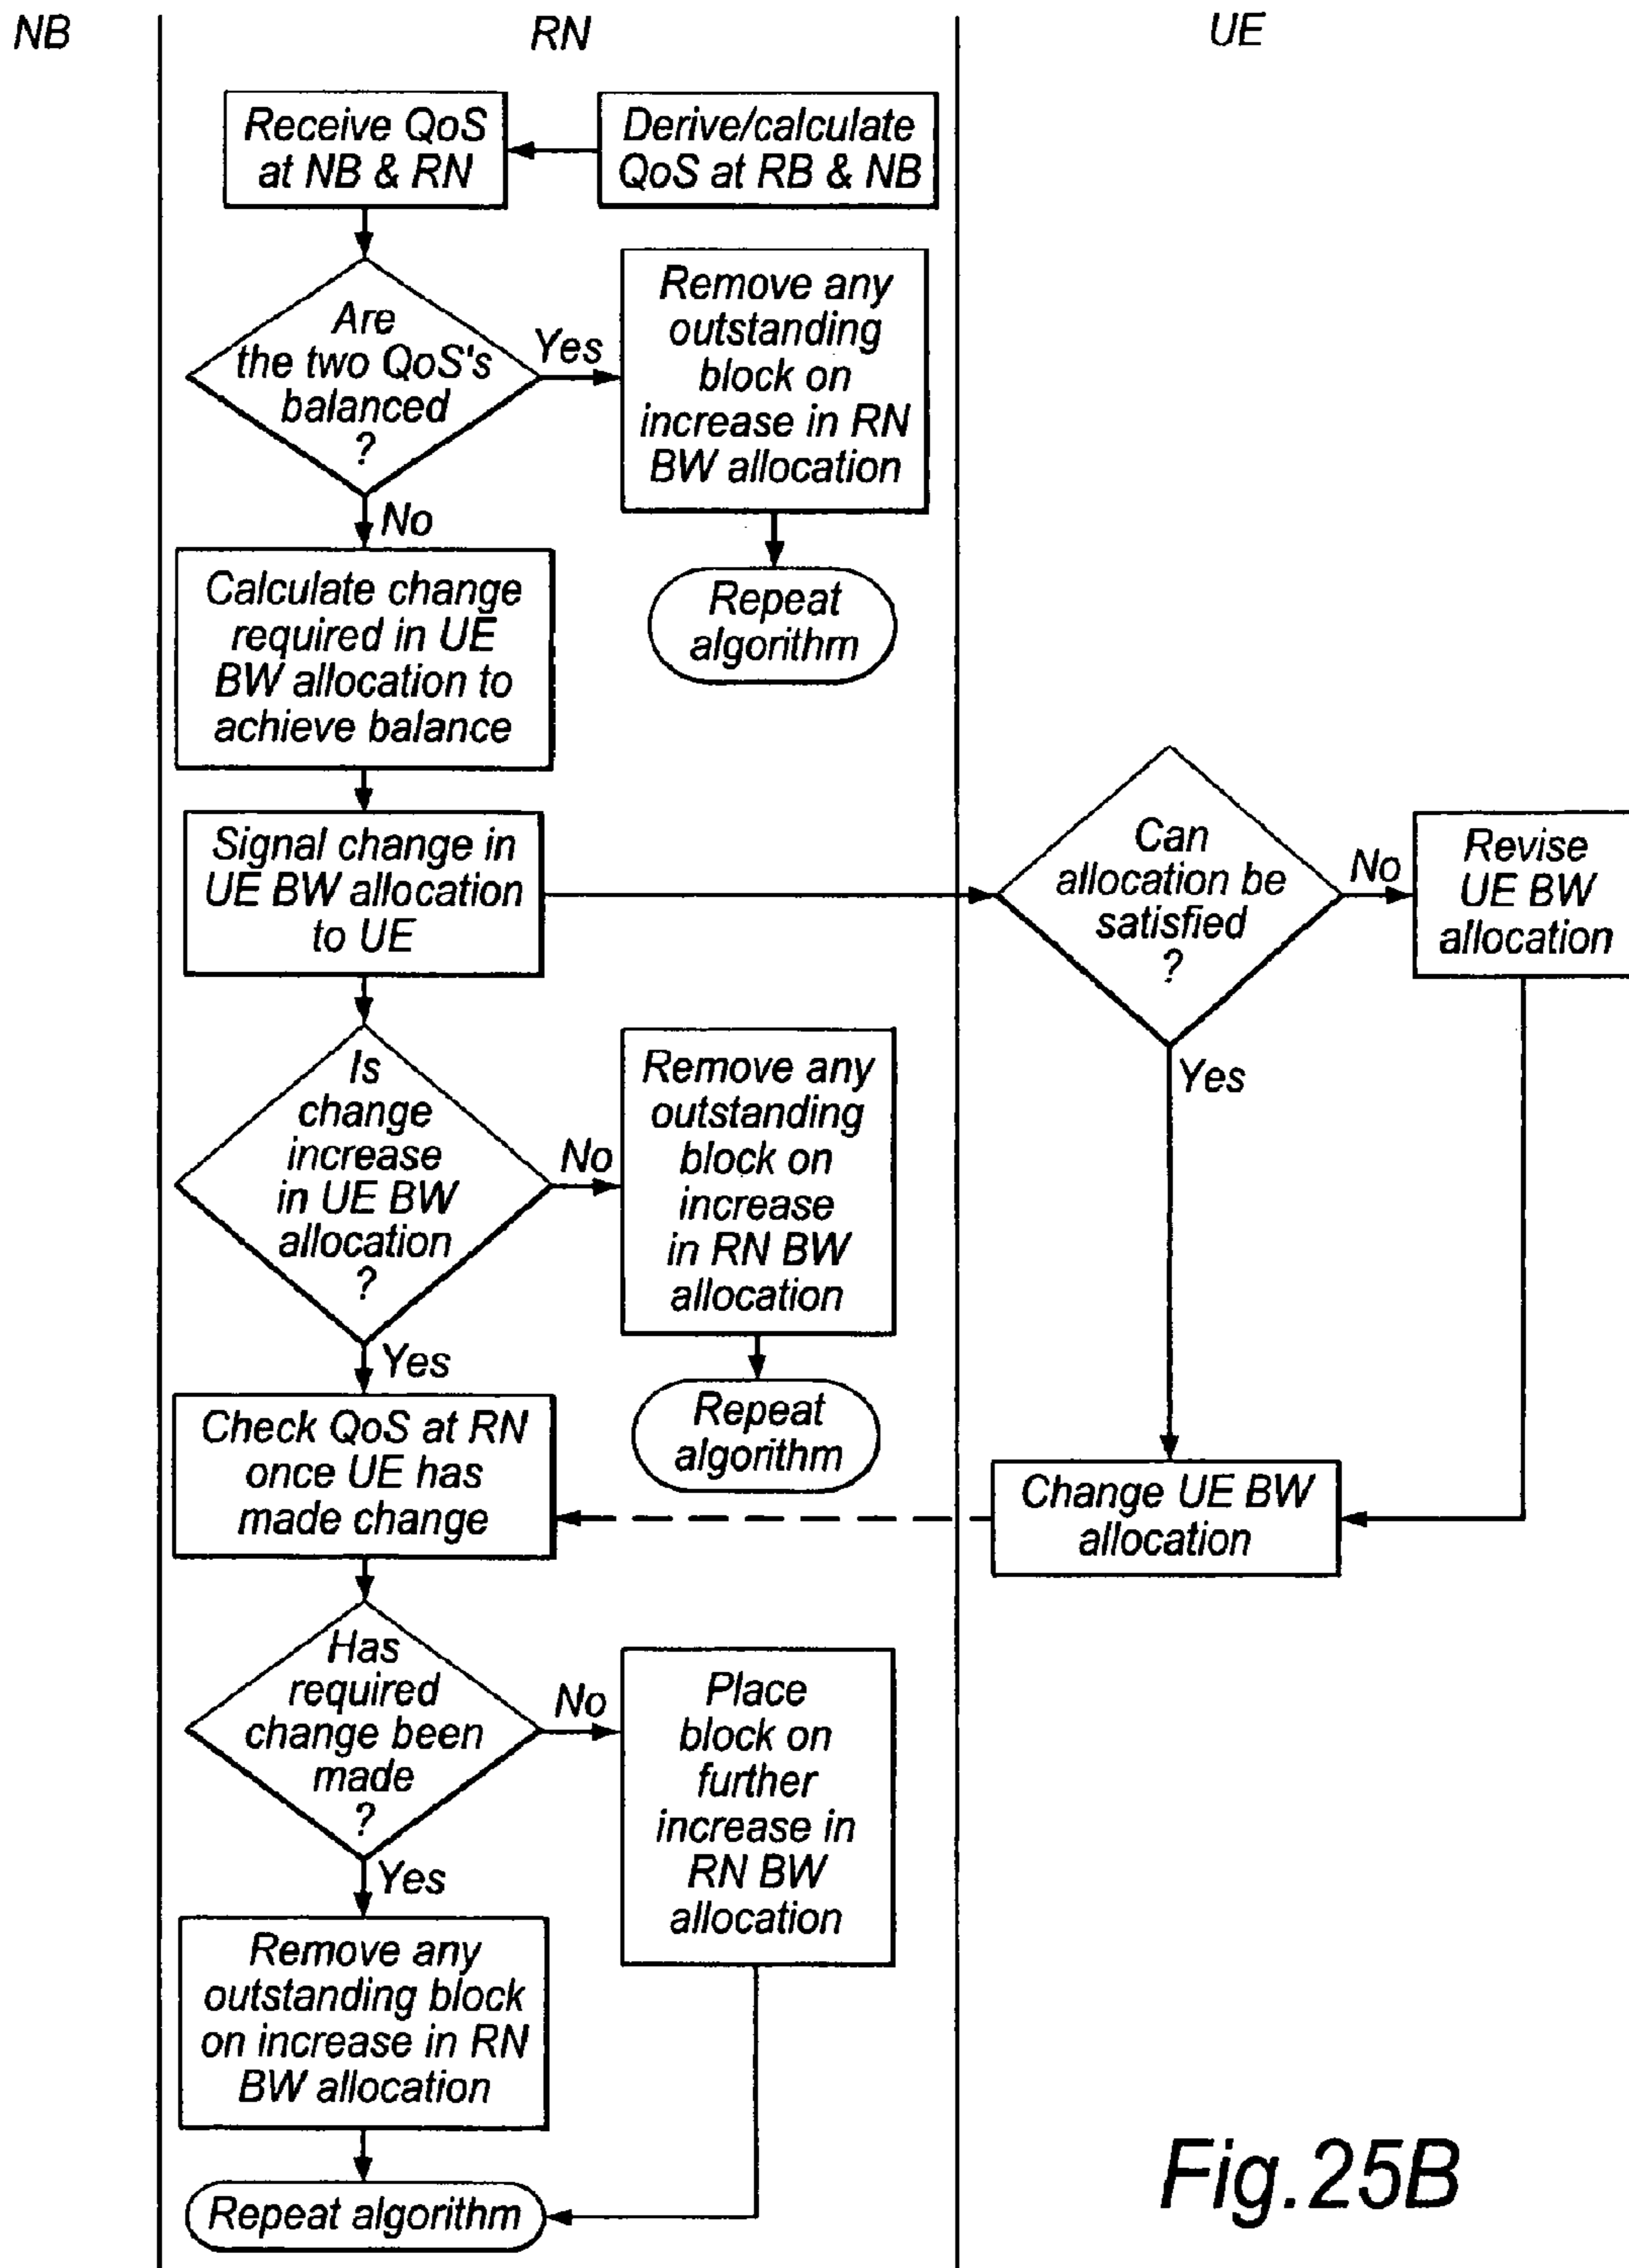 NB
RN
UE
Receive QoS
at NB & RN
Derive/calculate
QoS at RB & NB
Are
the two QoS's
balanced
?
Yes
Remove any
outstanding
block on
increase in RN
BW allocation
No
Repeat
algorithm
Calculate change
required in UE
BW allocation to
achieve balance
Signal change in
UE BW allocation
to UE
Can
allocation be
satisfied
?
No
Revise
UE BW
allocation
Yes
Is
change
increase
in UE BW
allocation
?
No
Remove any
outstanding
block on
increase
in RN BW
allocation
Yes
Repeat
algorithm
Check QoS at RN
once UE has
made change
Change UE BW
allocation
Has
required
change been
made
?
No
Place
block on
further
increase in
RN BW
allocation
Yes
Remove any
outstanding block
on increase in RN
BW allocation
Repeat algorithm
Fig.25B